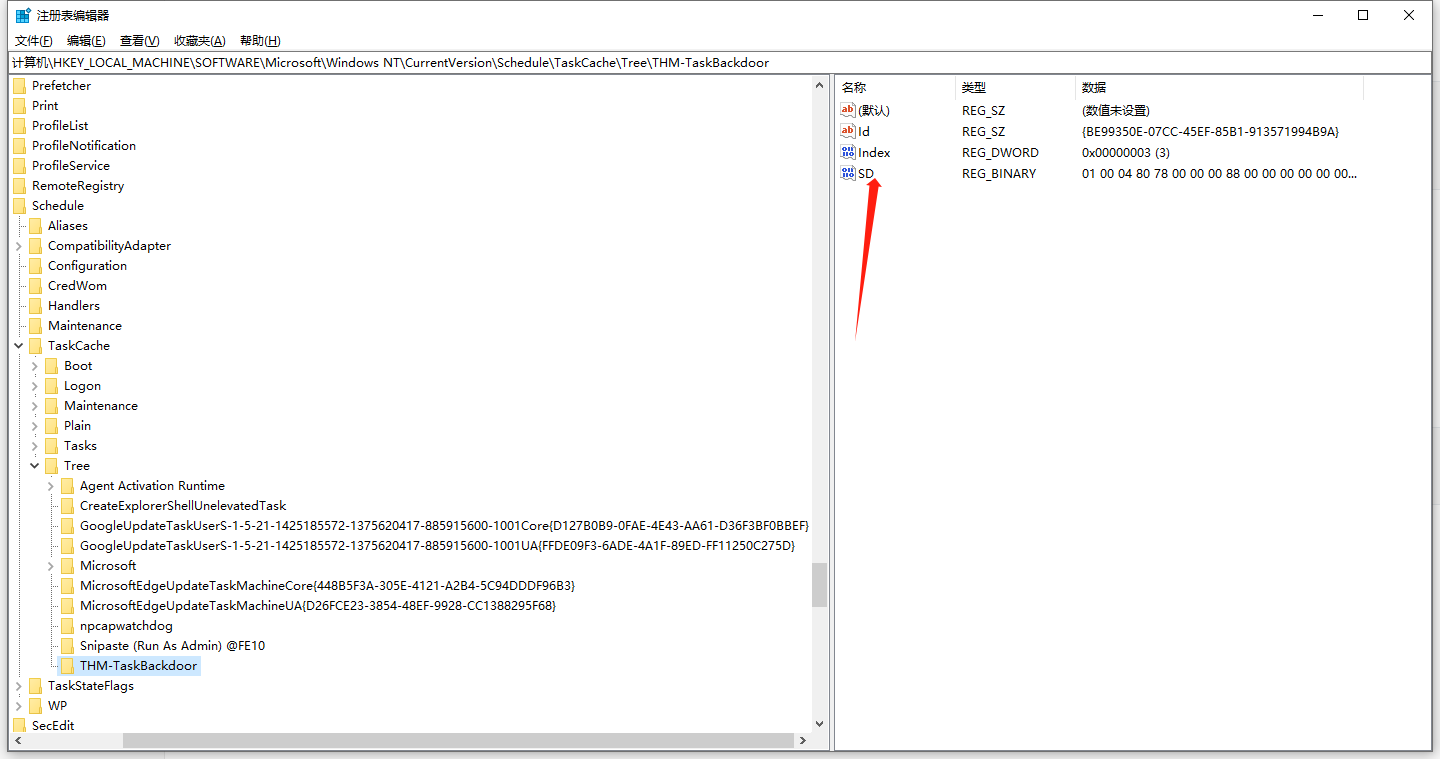 注册表编辑器
文件(F) 编辑(E) 查看(V) 收藏夹(A) 帮助(H)
计算机\HKEY_LOCAL_MACHINE\SOFTWARE\Microsoft\Windows NT\CurrentVersion\Schedule\TaskCache\Tree\THM-TaskBackdoor
Prefetcher
Print
ProfileList
ProfileNotification
ProfileService
RemoteRegistry
Schedule
Aliases
CompatibilityAdapter
Configuration
CredWom
Handlers
Maintenance
TaskCache
Boot
Logon
Maintenance
Plain
Tasks
Tree
Agent Activation Runtime
CreateExplorerShellUnelevatedTask
GoogleUpdateTaskUserS-1-5-21-1425185572-1375620417-885915600-1001Core{D127B0B9-0FAE-4E43-AA61-D36F3BF0BBEF}
GoogleUpdateTaskUserS-1-5-21-1425185572-1375620417-885915600-1001UA{FFDE09F3-6ADE-4A1F-89ED-FF11250C275D}
Microsoft
MicrosoftEdgeUpdateTaskMachineCore{448B5F3A-305E-4121-A2B4-5C94DDDF96B3}
MicrosoftEdgeUpdateTaskMachineUA{D26FCE23-3854-48EF-9928-CC1388295F68}
npcapwatchdog
Snipaste (Run As Admin) @FE10
THM-TaskBackdoor
TaskStateFlags
WP
SecEdit
名称 类型 数据
(默认) REG_SZ (数值未设置)
Id REG_SZ {BE99350E-07CC-45EF-85B1-913571994B9A}
Index REG_DWORD 0x00000003 (3)
SD REG_BINARY 01 00 04 80 78 00 00 00 88 00 00 00 00 00 00...